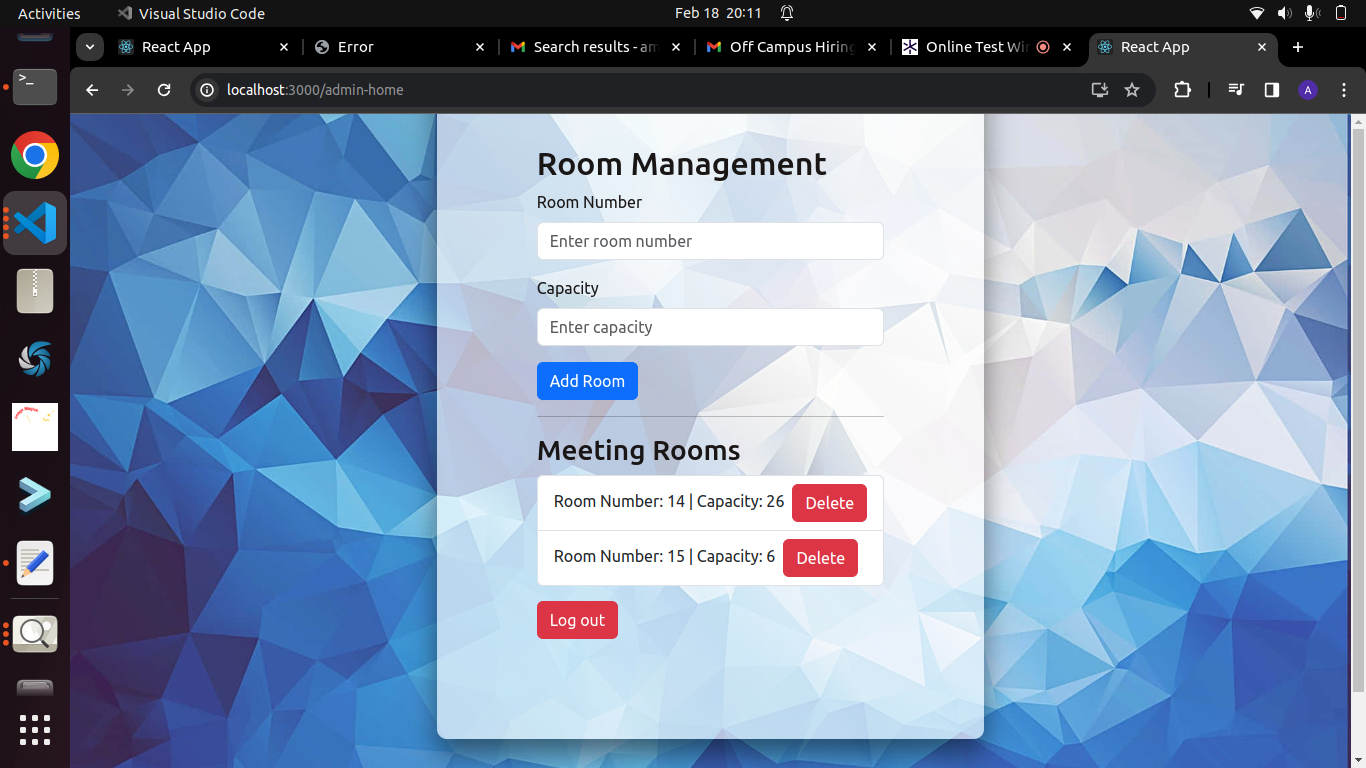 Activities Visual Studio Code Feb 18 20:11
React App Error Search results - am Off Campus Hiring Online Test Wi React App
localhost:3000/admin-home A
Room Management
Room Number
Enter room number
Capacity
Enter capacity
Add Room
Meeting Rooms
Room Number: 14 | Capacity: 26 Delete
Room Number: 15 | Capacity: 6 Delete
Log out